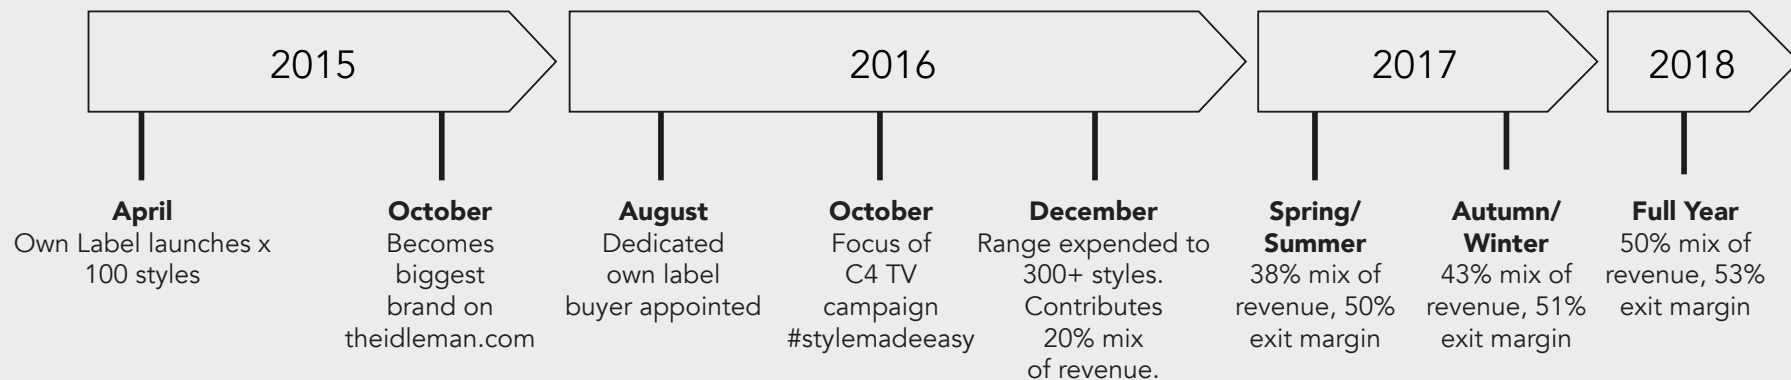 2015
2016
2017
2018
April
Own Label launches x
100 styles
October
Becomes
biggest
brand on
theidleman.com
August
Dedicated
own label
buyer appointed
October
Focus of
C4 TV
campaign
#stylemadeeasy
December
Range expended to
300+ styles.
Contributes
20% mix
of revenue.
Spring/
Summer
38% mix of
revenue, 50%
exit margin
Autumn/
Winter
43% mix of
revenue, 51%
exit margin
Full Year
50% mix of
revenue, 53%
exit margin